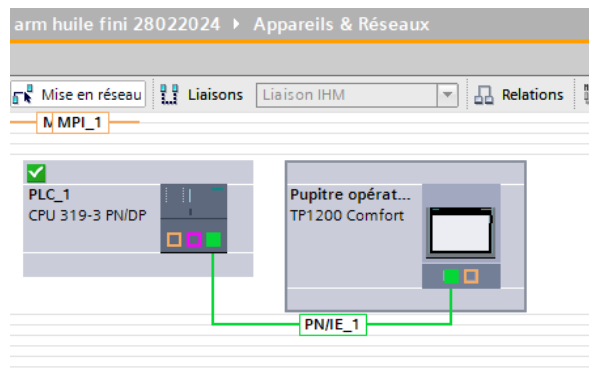 arm huile fini 28022024 ▸ Appareils & Réseaux
Mise en réseau Liaisons Liaison IHM Relations
MPI_1
PLC_1
CPU 319-3 PN/DP
Pupitre opérat...
TP1200 Comfort
PN/IE_1